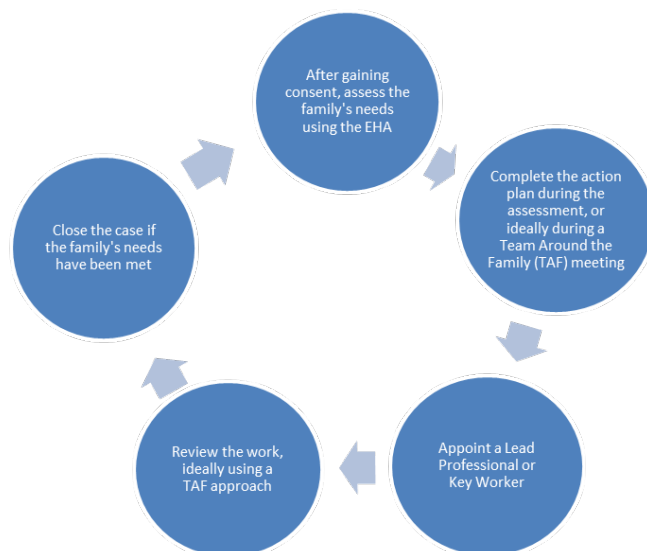 After gaining
consent, assess the
family's needs
using the EHA
Complete the action
plan during the
assessment, or
ideally during a
Team Around the
Family (TAF) meeting
Appoint a Lead
Professional or
Key Worker
Review the work,
ideally using a
TAF approach
Close the case if
the family's needs
have been met